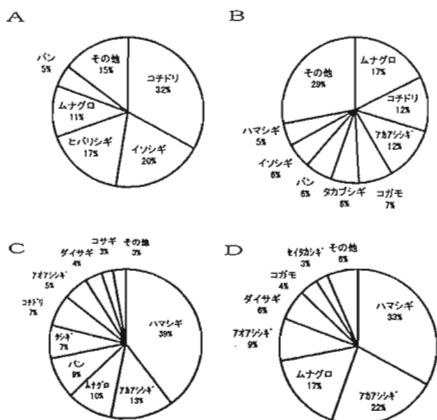 A
その他
15%
コチドリ
32%
イソシギ
20%
ヒバリシギ
17%
ムナグロ
11%
バン
5%
B
ムナグロ
17%
コチドリ
12%
アカアシシギ
12%
コガモ
7%
タカブシギ
6%
バン
6%
イソシギ
6%
ハマシギ
5%
その他
29%
C
ハマシギ
39%
アカアシシギ
13%
ムナグロ
10%
バン
9%
タシギ
7%
コチドリ
7%
アオアシシギ
5%
ダイサギ
4%
コサギ
3%
その他
3%
D
ハマシギ
33%
アカアシシギ
22%
ムナグロ
17%
アオアシシギ
9%
ダイサギ
6%
コガモ
4%
セイタカシギ
3%
その他
6%